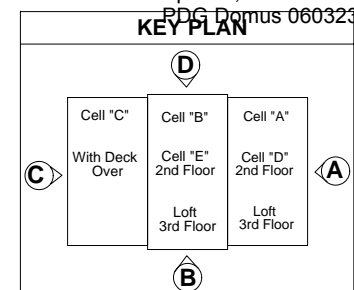 PDG Domus 060323
KEY PLAN
D
Cell "C"
With Deck
Over
Cell "B"
Cell "E"
2nd Floor
Loft
3rd Floor
Cell "A"
Cell "D"
2nd Floor
Loft
3rd Floor
C
A
B